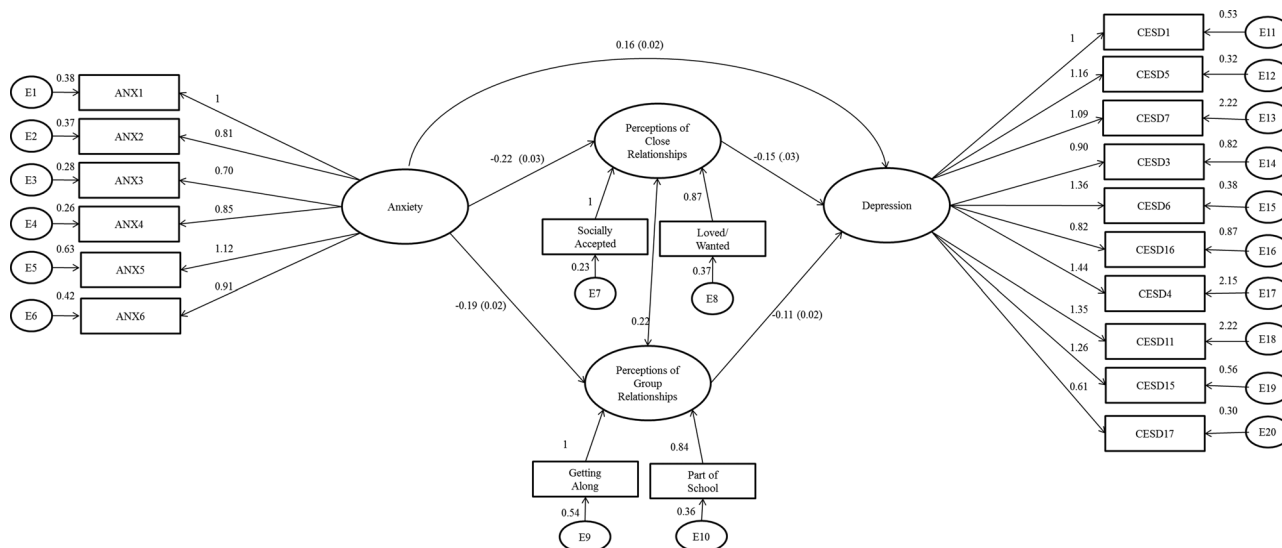 0.16 (0.02)
E1
0.38
ANX1
1
E2
0.37
ANX2
0.81
E3
0.28
ANX3
0.70
E4
0.26
ANX4
0.85
E5
0.63
ANX5
1.12
E6
0.42
ANX6
0.91
Anxiety
-0.22 (0.03)
-0.19 (0.02)
Perceptions of
Close
Relationships
1
0.87
Socially
Accepted
Loved/
Wanted
0.23
0.37
E7
E8
0.22
Perceptions of
Group
Relationships
1
0.84
Getting
Along
Part of
School
0.54
0.36
E9
E10
-0.15 (.03)
-0.11 (0.02)
Depression
1
CESD1
0.53
E11
1.16
CESD5
0.32
E12
1.09
CESD7
2.22
E13
0.90
CESD3
0.82
E14
1.36
CESD6
0.38
E15
0.82
CESD16
0.87
E16
1.44
CESD4
2.15
E17
1.35
CESD11
2.22
E18
1.26
CESD15
0.56
E19
0.61
CESD17
0.30
E20